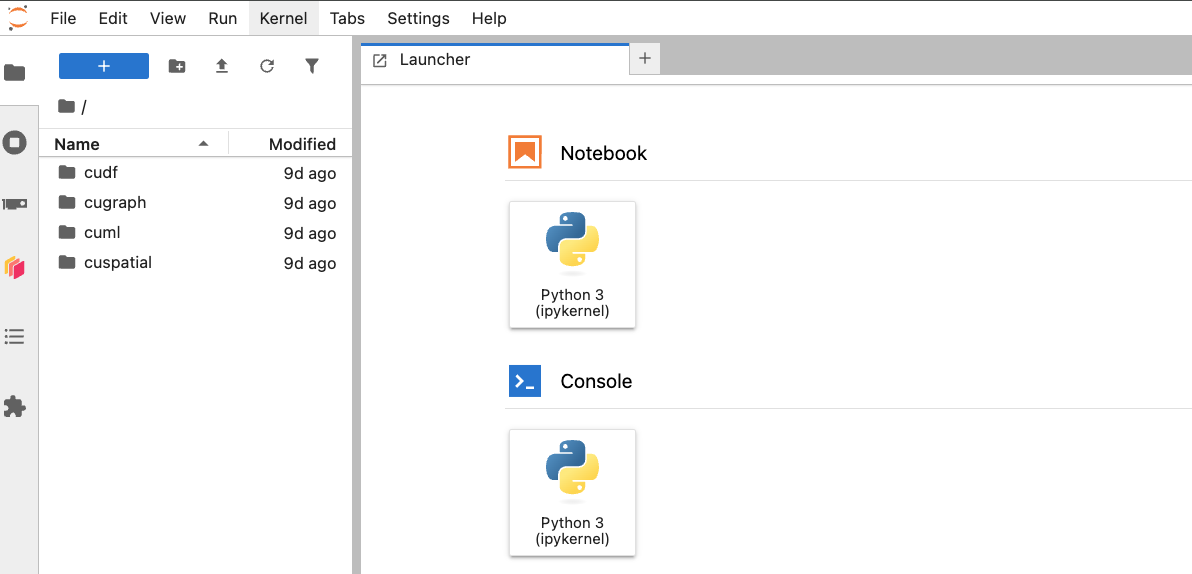 File Edit View Run Kernel Tabs Settings Help
+
Launcher
+
/
Name Modified
cudf 9d ago
cugraph 9d ago
cuml 9d ago
cuspatial 9d ago
Notebook
Python 3
(ipykernel)
Console
Python 3
(ipykernel)